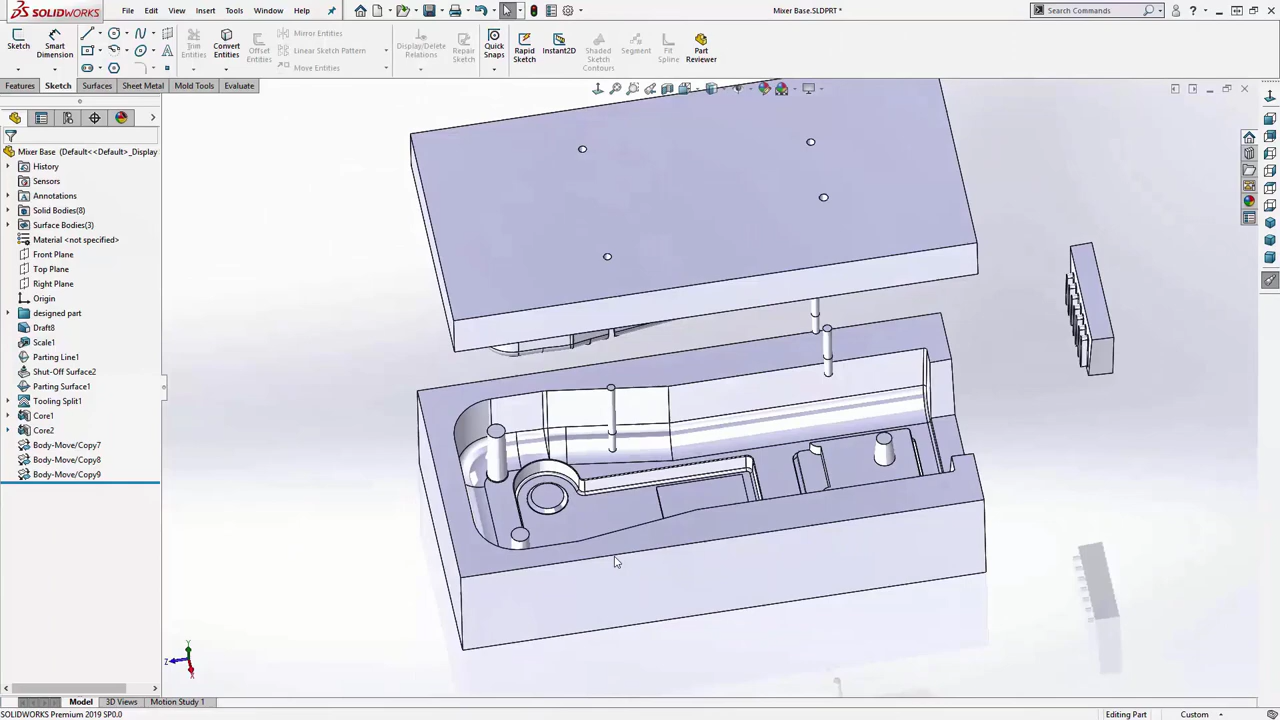 SOLIDWORKS
File Edit View Insert Tools Window Help
Mixer Base.SLDPRT *
Search Commands
Sketch
Smart Dimension
Trim Entities
Convert Entities
Offset Entities
Mirror Entities
Linear Sketch Pattern
Move Entities
Display/Delete Relations
Repair Sketch
Quick Snaps
Rapid Sketch
Instant2D
Shaded Sketch Contours
Segment
Fit Spline
Part Reviewer
Features Sketch Surfaces Sheet Metal Mold Tools Evaluate
Mixer Base (Default<<Default>_Display
History
Sensors
Annotations
Solid Bodies(8)
Surface Bodies(3)
Material <not specified>
Front Plane
Top Plane
Right Plane
Origin
designed part
Draft8
Scale1
Parting Line1
Shut-Off Surface2
Parting Surface1
Tooling Split1
Core1
Core2
Body-Move/Copy7
Body-Move/Copy8
Body-Move/Copy9
Y
Z
X
Model 3D Views Motion Study 1
SOLIDWORKS Premium 2019 SP0.0
Editing Part
Custom